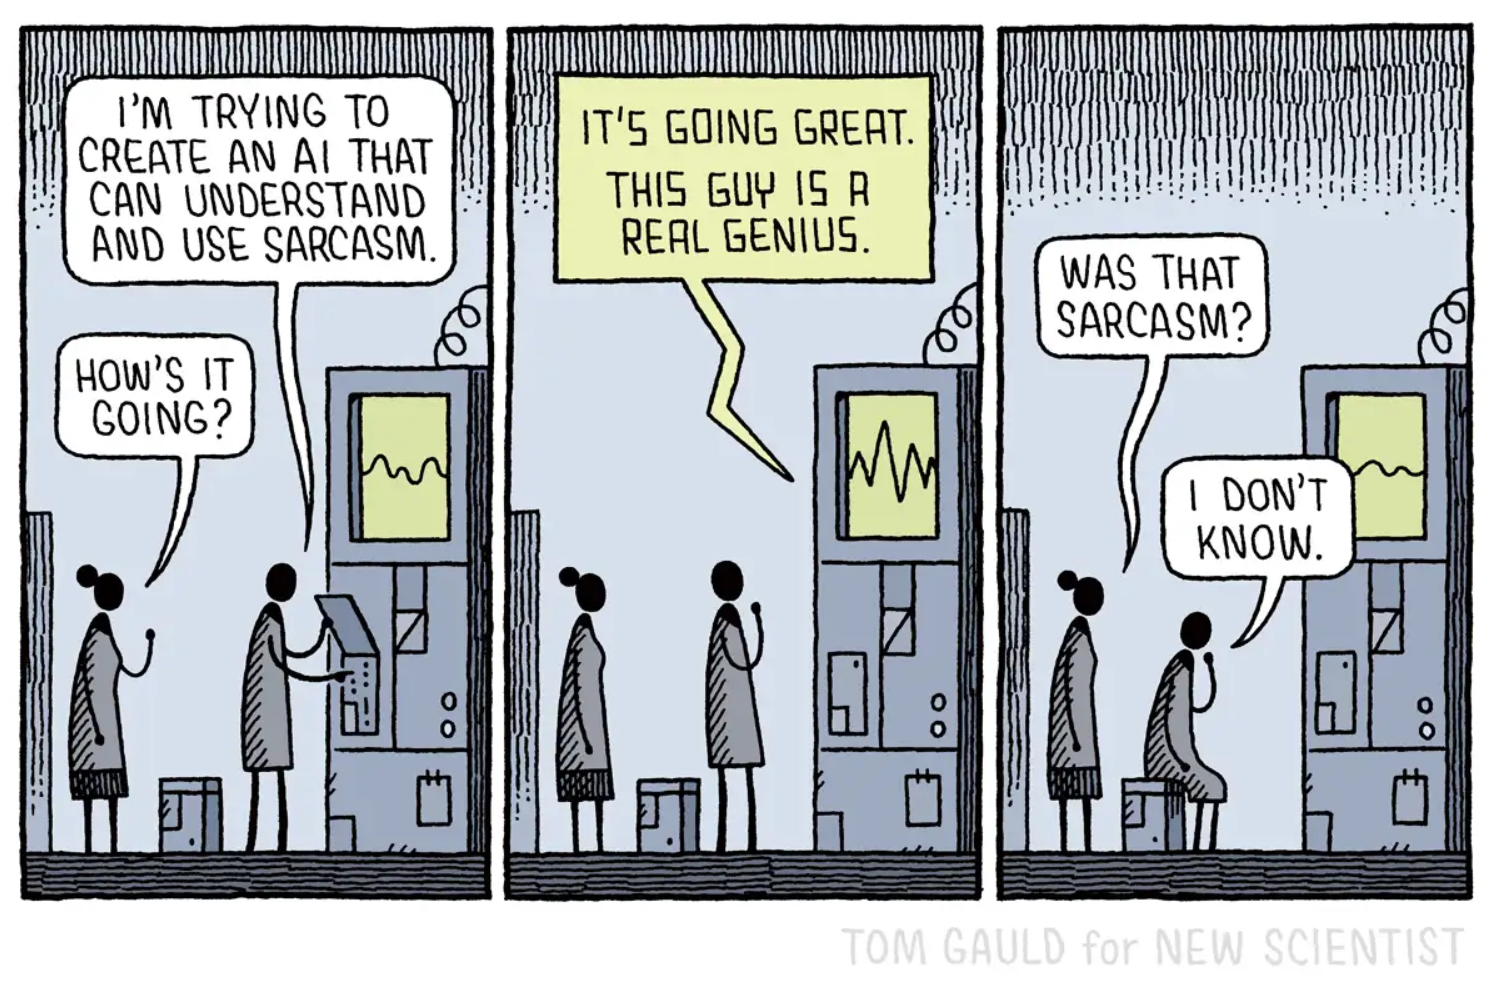 I'M TRYING TO
CREATE AN AI THAT
CAN UNDERSTAND
AND USE SARCASM.
HOW'S IT
GOING?
IT'S GOING GREAT.
THIS GUY IS A
REAL GENIUS.
WAS THAT
SARCASM?
I DON'T
KNOW.
TOM GAULD for NEW SCIENTIST